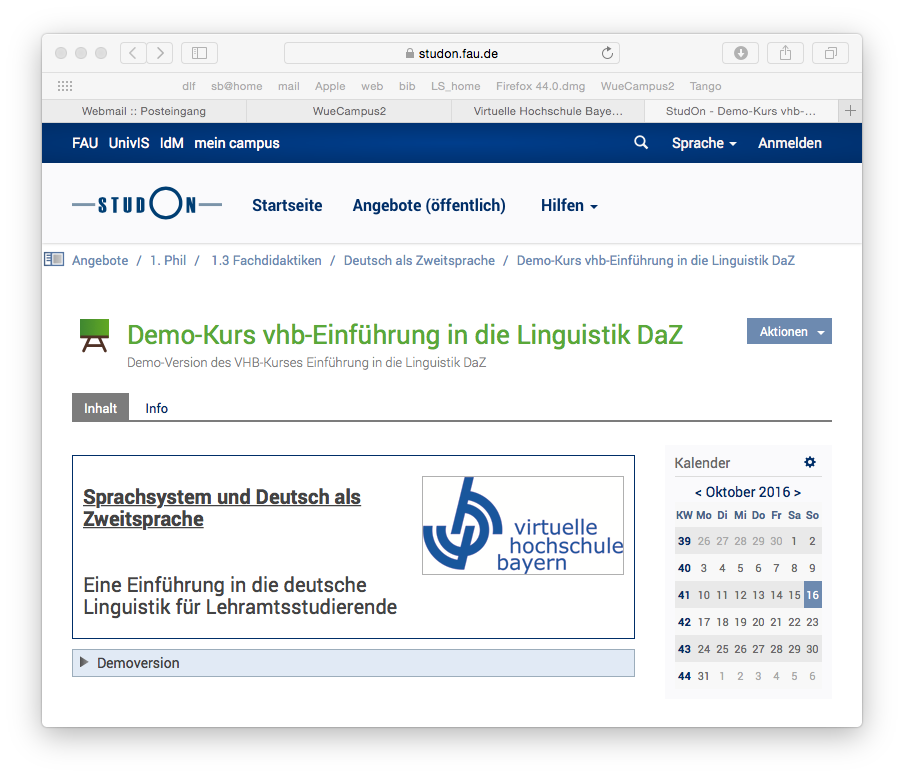 studon.fau.de
dlf sb@home mail Apple web bib LS_home Firefox 44.0.dmg WueCampus2 Tango
Webmail :: Posteingang WueCampus2 Virtuelle Hochschule Baye... StudOn - Demo-Kurs vhb-...
FAU UnivIS IdM mein campus Sprache Anmelden
STUDON Startseite Angebote (öffentlich) Hilfen
Angebote / 1. Phil / 1.3 Fachdidaktiken / Deutsch als Zweitsprache / Demo-Kurs vhb-Einführung in die Linguistik DaZ
Demo-Kurs vhb-Einführung in die Linguistik DaZ
Aktionen
Demo-Version des VHB-Kurses Einführung in die Linguistik DaZ
Inhalt Info
Sprachsystem und Deutsch als
Zweitsprache
virtuelle
hochschule
bayern
Eine Einführung in die deutsche
Linguistik für Lehramtsstudierende
Demoversion
Kalender
< Oktober 2016 >
KW Mo Di Mi Do Fr Sa So
39 26 27 28 29 30 1 2
40 3 4 5 6 7 8 9
41 10 11 12 13 14 15 16
42 17 18 19 20 21 22 23
43 24 25 26 27 28 29 30
44 31 1 2 3 4 5 6